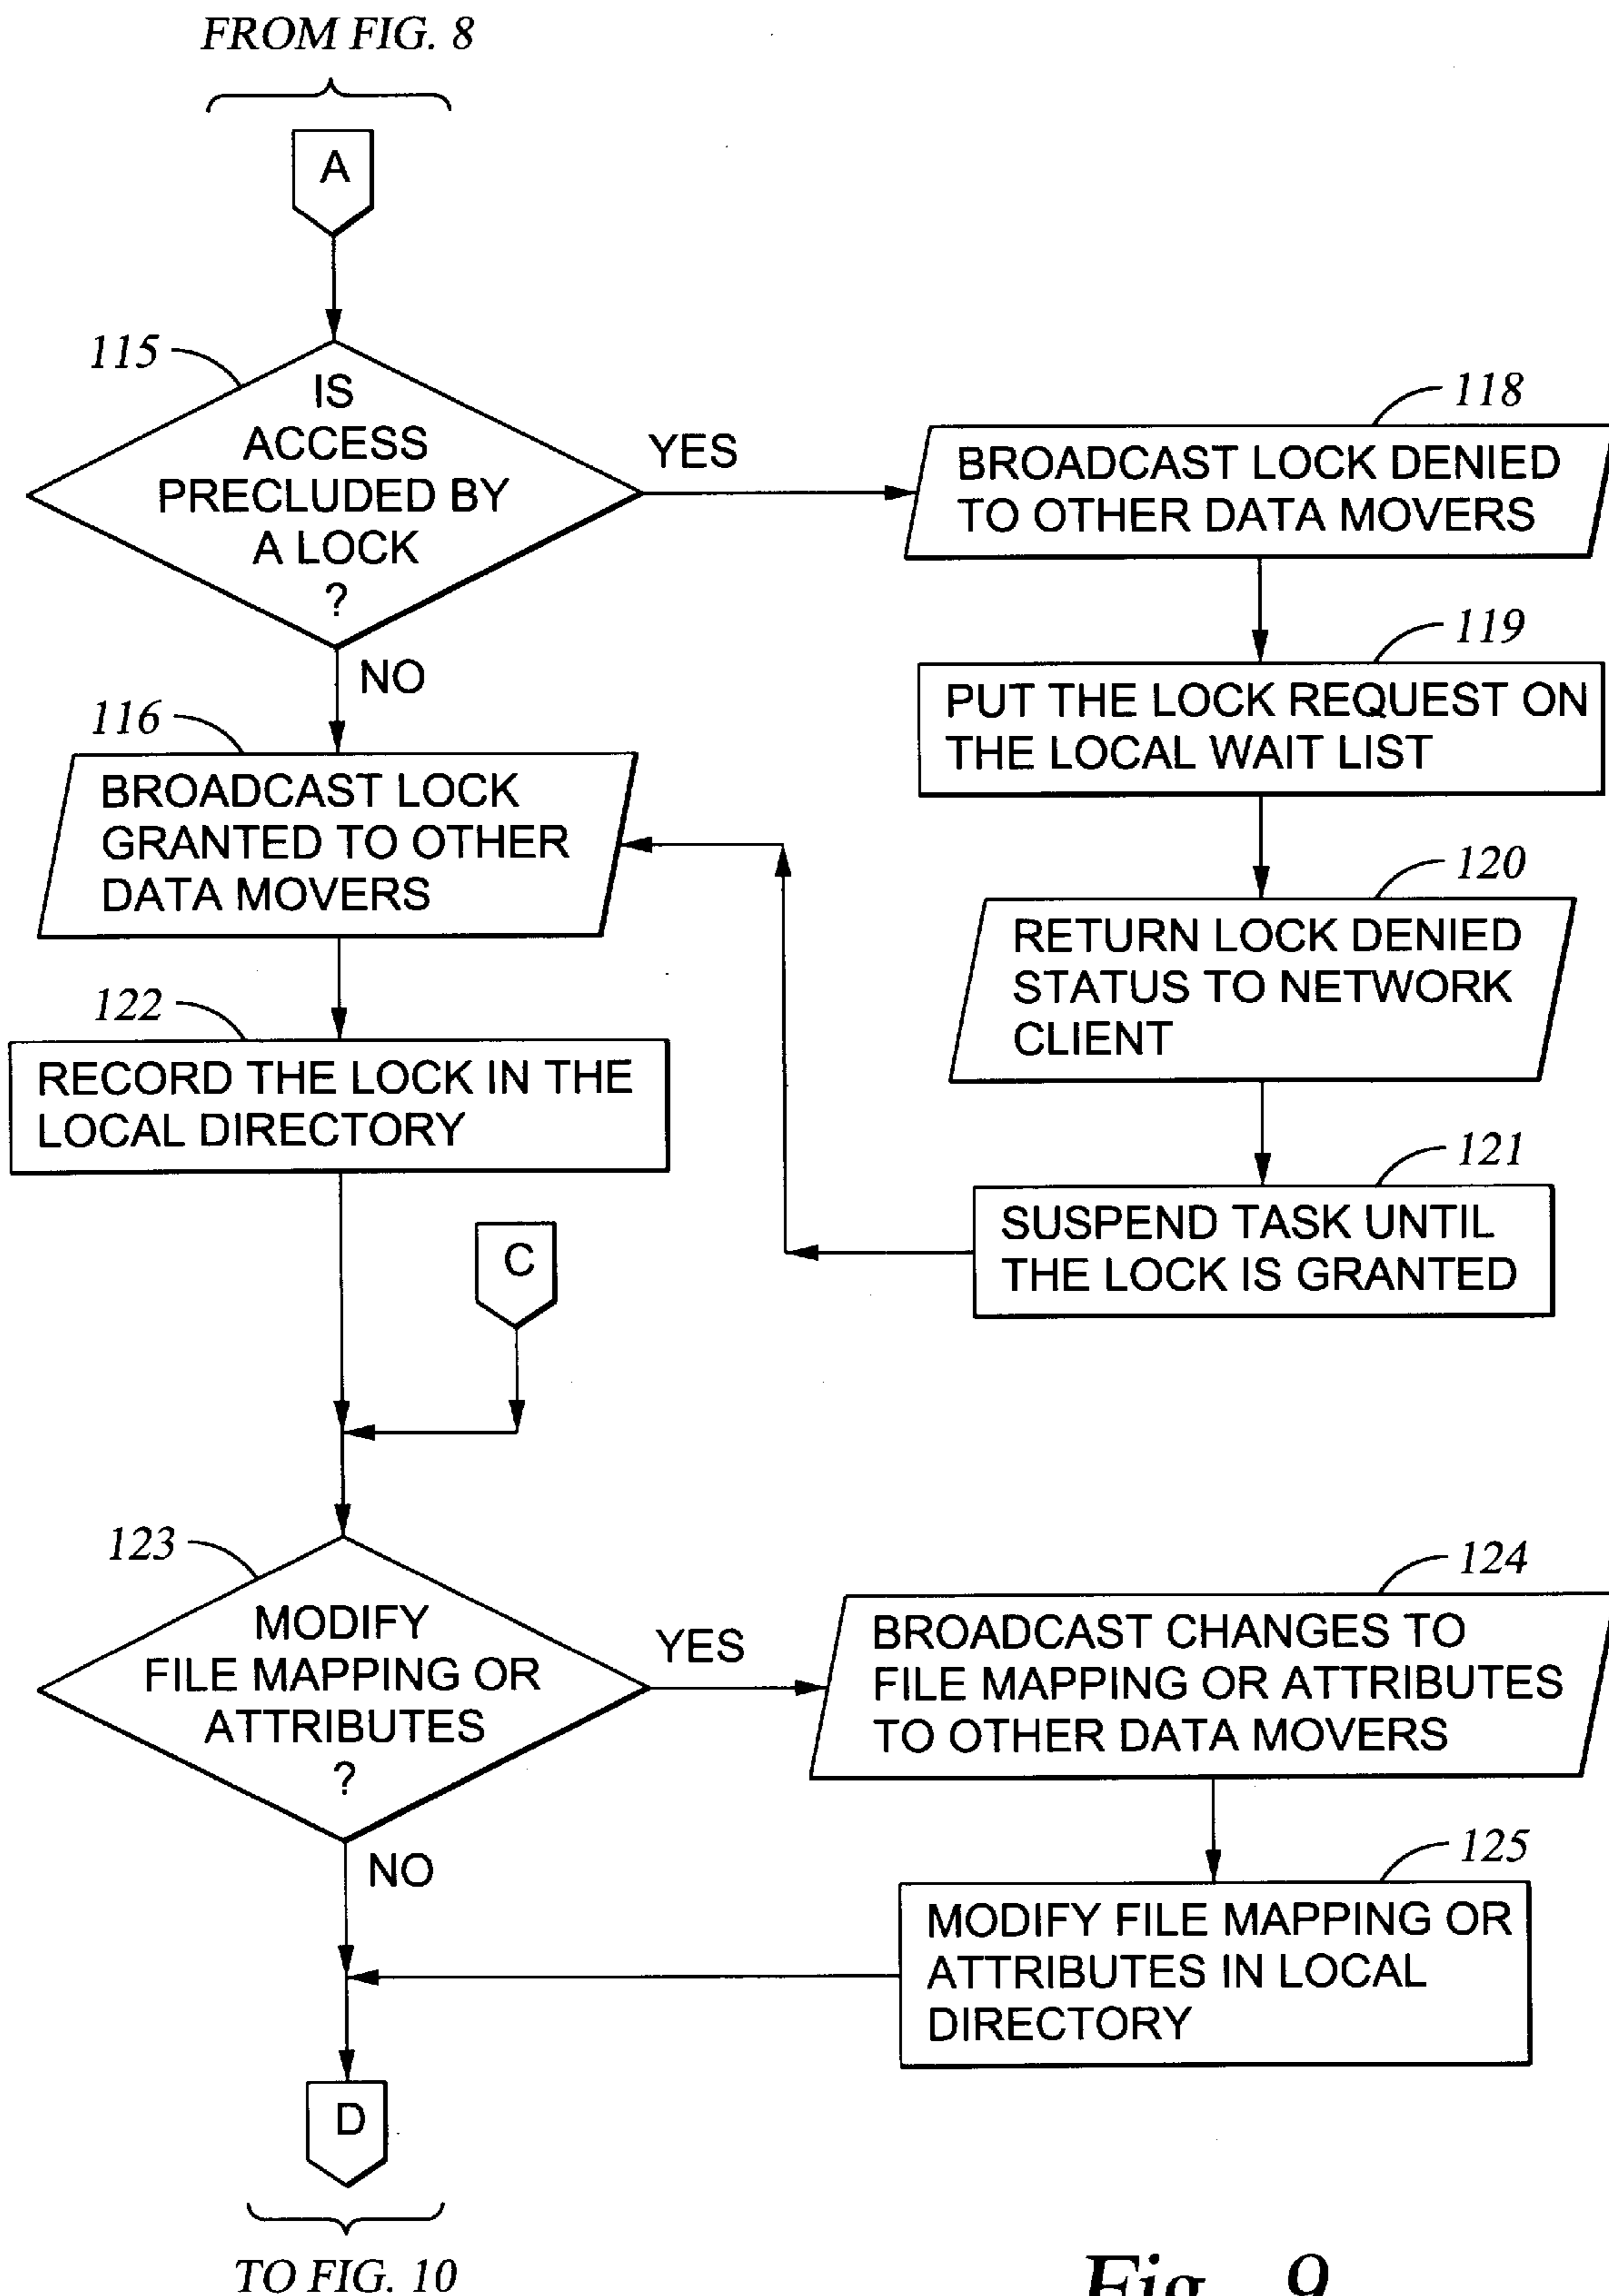 FROM FIG. 8
A
115
IS
ACCESS
PRECLUDED BY
A LOCK
?
YES
NO
118
BROADCAST LOCK DENIED
TO OTHER DATA MOVERS
119
PUT THE LOCK REQUEST ON
THE LOCAL WAIT LIST
116
BROADCAST LOCK
GRANTED TO OTHER
DATA MOVERS
120
RETURN LOCK DENIED
STATUS TO NETWORK
CLIENT
122
RECORD THE LOCK IN THE
LOCAL DIRECTORY
121
SUSPEND TASK UNTIL
THE LOCK IS GRANTED
C
123
MODIFY
FILE MAPPING OR
ATTRIBUTES
?
YES
NO
124
BROADCAST CHANGES TO
FILE MAPPING OR ATTRIBUTES
TO OTHER DATA MOVERS
125
MODIFY FILE MAPPING OR
ATTRIBUTES IN LOCAL
DIRECTORY
D
TO FIG. 10
Fig. 9